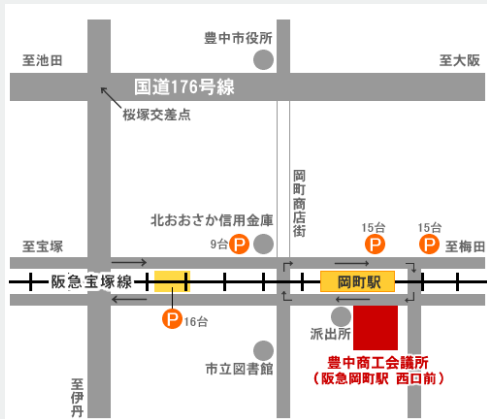 豊中市役所
至池田
至大阪
国道176号線
桜塚交差点
岡町商店街
北おおさか信用金庫
9台 P
15台
P
15台
P
至宝塚
至梅田
阪急宝塚線
岡町駅
P 16台
派出所
市立図書館
豊中商工会議所
(阪急岡町駅 西口前)
至伊丹